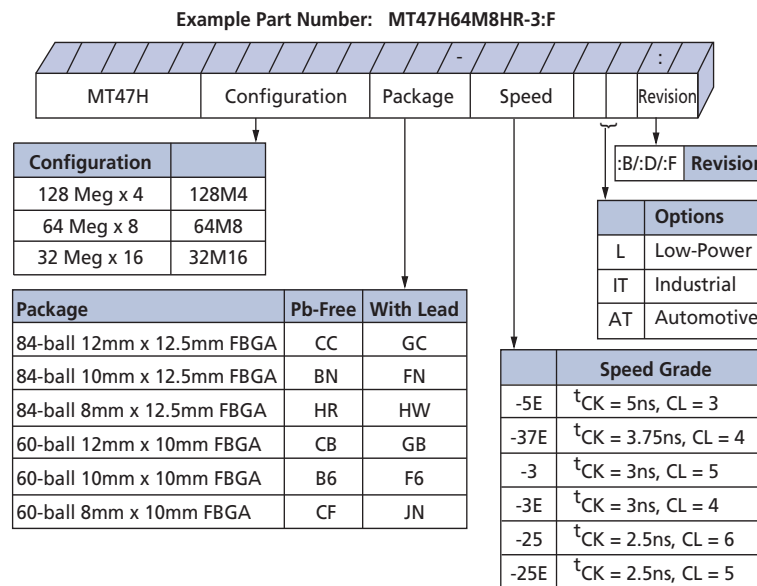 Example Part Number: MT47H64M8HR-3:F
- :
MT47H Configuration Package Speed Revision
Configuration
128 Meg x 4 128M4
64 Meg x 8 64M8
32 Meg x 16 32M16
:B/:D/:F Revision
Options
L Low-Power
IT Industrial
AT Automotive
Package Pb-Free With Lead
84-ball 12mm x 12.5mm FBGA CC GC
84-ball 10mm x 12.5mm FBGA BN FN
84-ball 8mm x 12.5mm FBGA HR HW
60-ball 12mm x 10mm FBGA CB GB
60-ball 10mm x 10mm FBGA B6 F6
60-ball 8mm x 10mm FBGA CF JN
Speed Grade
-5E tCK = 5ns, CL = 3
-37E tCK = 3.75ns, CL = 4
-3 tCK = 3ns, CL = 5
-3E tCK = 3ns, CL = 4
-25 tCK = 2.5ns, CL = 6
-25E tCK = 2.5ns, CL = 5